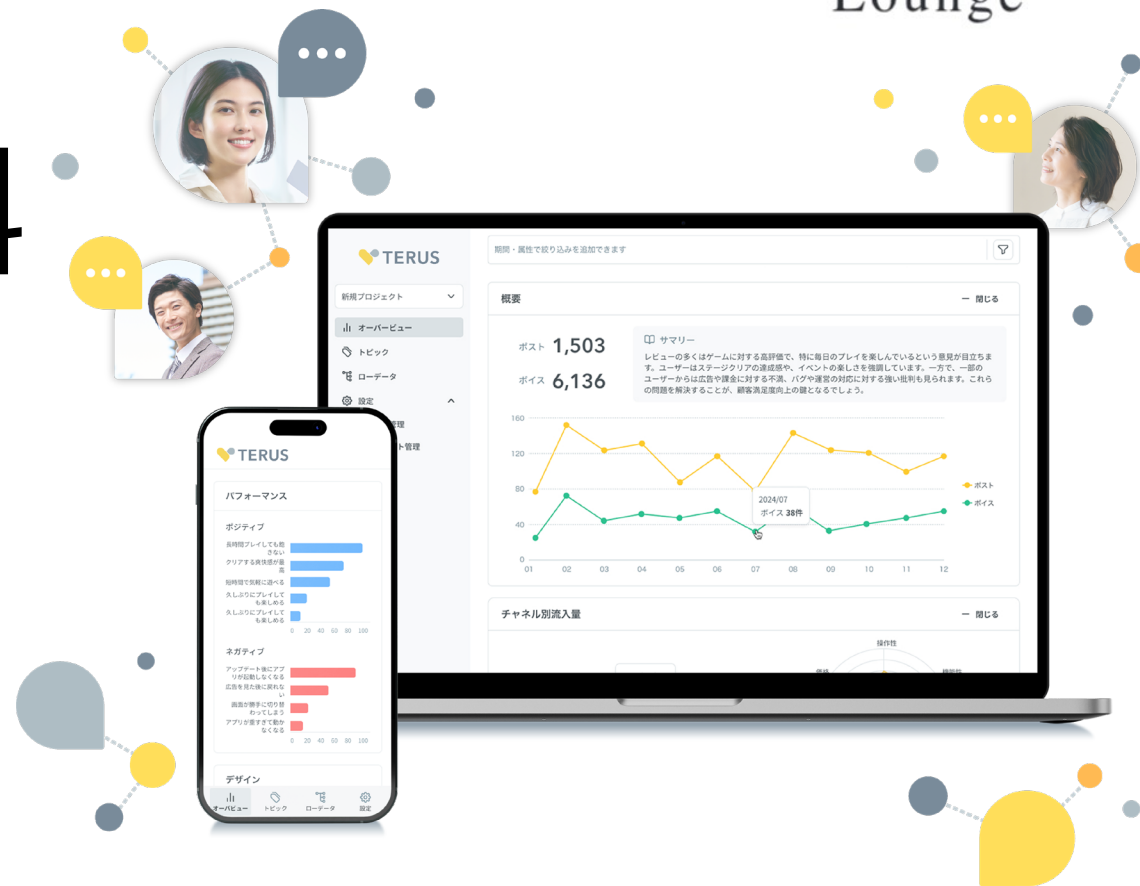 Lounge
TERUS
新規プロジェクト
オーバービュー
トピック
ローデータ
設定
管理
ト管理
期間・属性で絞り込みを追加できます
概要
閉じる
ポスト 1,503
ボイス 6,136
サマリー
レビューの多くはゲームに対する高評価で、特に毎日のプレイを楽しんでいるという意見が目立ちま
す。ユーザーはステージクリアの達成感や、イベントの楽しさを強調しています。一方で、一部の
ユーザーからは広告や課金に対する不満、バグや運営の対応に対する強い批判も見られます。これら
の問題を解決することが、顧客満足度向上の鍵となるでしょう。
160
120
80
40
0
01 02 03 04 05 06 07 08 09 10 11 12
2024/07
ボイス 38件
ポスト
ボイス
チャネル別流入量
閉じる
操作性
TERUS
パフォーマンス
ポジティブ
長時間プレイしても飽
きない
クリアする爽快感が最
高
短時間で気軽に遊べる
久しぶりにプレイして
も楽しめる
久しぶりにプレイして
も楽しめる
0 20 40 60 80 100
ネガティブ
アップデート後にアプ
リが起動しなくなる
広告を見た後に戻れな
い
画面が勝手に切り替
わってしまう
アプリが重すぎて動か
なくなる
0 20 40 60 80 100
デザイン
オーバビュー
トピック
ローデータ
設定